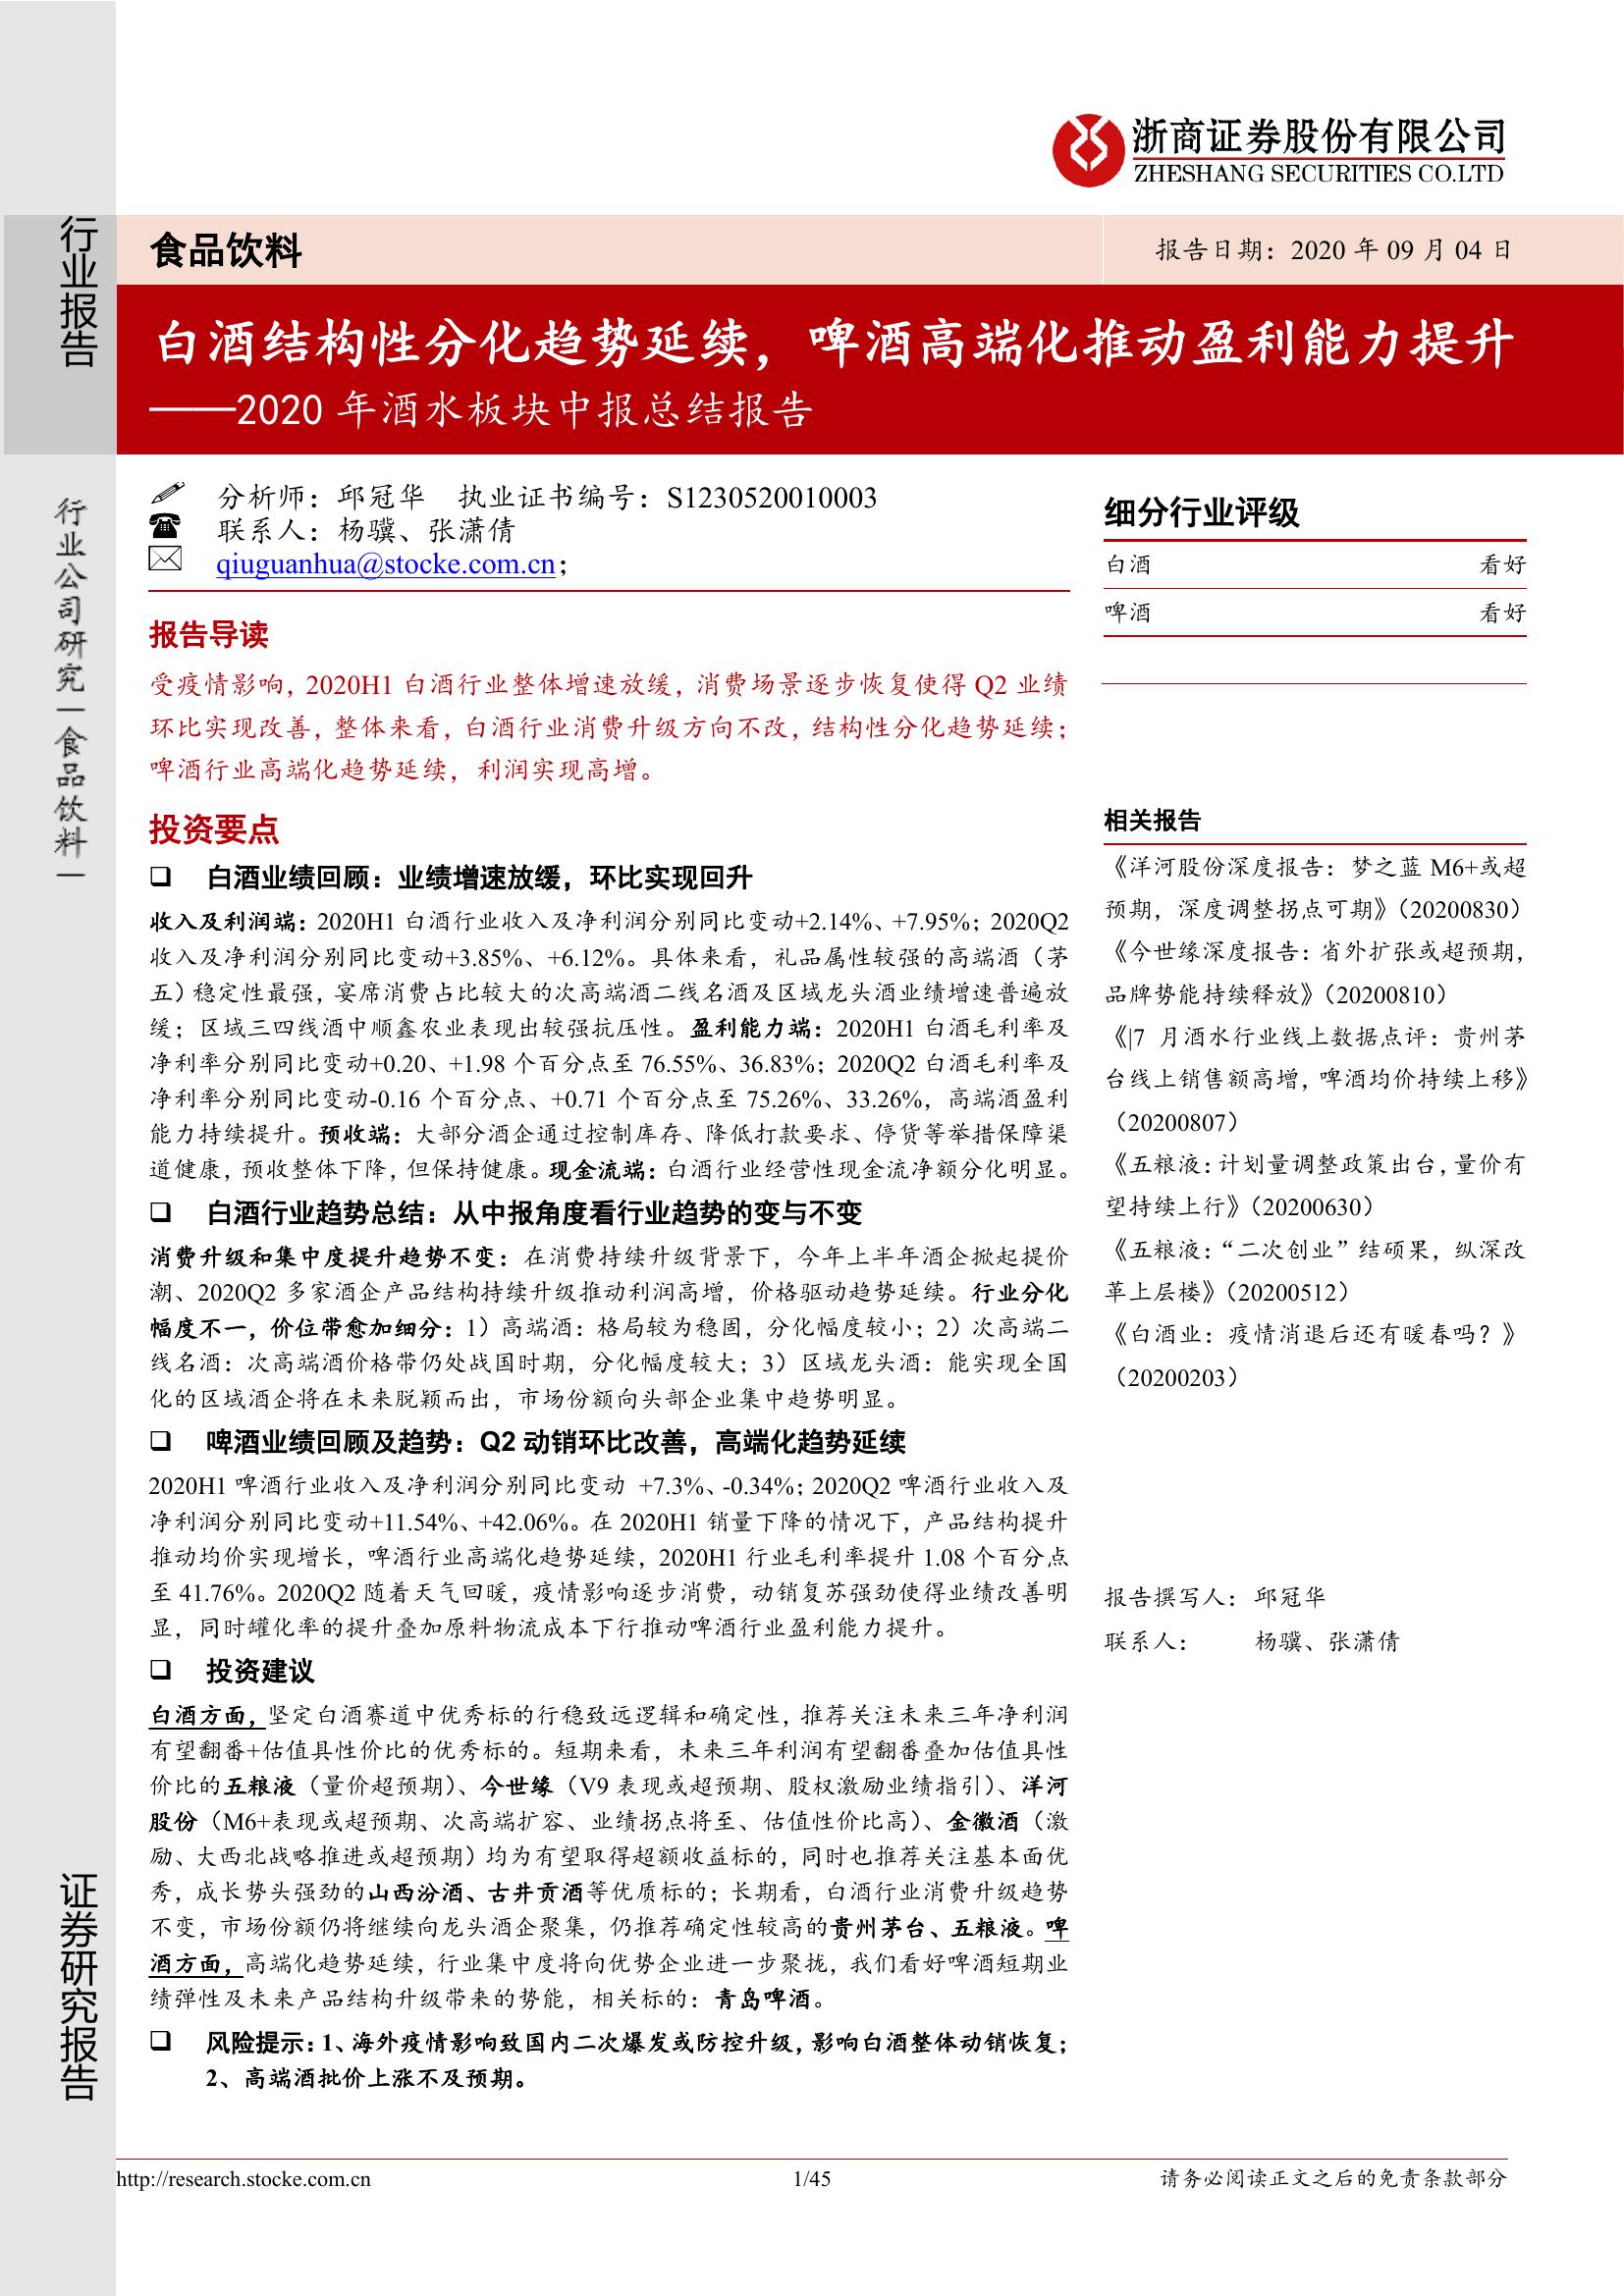 浙商证券股份有限公司
ZHESHANG SECURITIES CO.LTD
行业报告
食品饮料
报告日期：2020 年 09 月 04 日
白酒结构性分化趋势延续，啤酒高端化推动盈利能力提升
——2020 年酒水板块中报总结报告
行业公司研究|食品饮料|
分析师：邱冠华 执业证书编号：S1230520010003
联系人：杨骥、张潇倩
qiuguanhua@stocke.com.cn；
报告导读
受疫情影响，2020H1 白酒行业整体增速放缓，消费场景逐步恢复使得 Q2 业绩
环比实现改善，整体来看，白酒行业消费升级方向不改，结构性分化趋势延续；
啤酒行业高端化趋势延续，利润实现高增。
投资要点
❑ 白酒业绩回顾：业绩增速放缓，环比实现回升
收入及利润端：2020H1 白酒行业收入及净利润分别同比变动+2.14%、+7.95%；2020Q2
收入及净利润分别同比变动+3.85%、+6.12%。具体来看，礼品属性较强的高端酒（茅
五）稳定性最强，宴席消费占比较大的次高端酒二线名酒及区域龙头酒业绩增速普遍放
缓；区域三四线酒中顺鑫农业表现出较强抗压性。盈利能力端：2020H1 白酒毛利率及
净利率分别同比变动+0.20、+1.98 个百分点至 76.55%、36.83%；2020Q2 白酒毛利率及
净利率分别同比变动-0.16 个百分点、+0.71 个百分点至 75.26%、33.26%，高端酒盈利
能力持续提升。预收端：大部分酒企通过控制库存、降低打款要求、停货等举措保障渠
道健康，预收整体下降，但保持健康。现金流端：白酒行业经营性现金流净额分化明显。
❑ 白酒行业趋势总结：从中报角度看行业趋势的变与不变
消费升级和集中度提升趋势不变：在消费持续升级背景下，今年上半年酒企掀起提价
潮、2020Q2 多家酒企产品结构持续升级推动利润高增，价格驱动趋势延续。行业分化
幅度不一，价位带愈加细分：1）高端酒：格局较为稳固，分化幅度较小；2）次高端二
线名酒：次高端酒价格带仍处战国时期，分化幅度较大；3）区域龙头酒：能实现全国
化的区域酒企将在未来脱颖而出，市场份额向头部企业集中趋势明显。
❑ 啤酒业绩回顾及趋势：Q2 动销环比改善，高端化趋势延续
2020H1 啤酒行业收入及净利润分别同比变动 +7.3%、-0.34%；2020Q2 啤酒行业收入及
净利润分别同比变动+11.54%、+42.06%。在 2020H1 销量下降的情况下，产品结构提升
推动均价实现增长，啤酒行业高端化趋势延续，2020H1 行业毛利率提升 1.08 个百分点
至 41.76%。2020Q2 随着天气回暖，疫情影响逐步消费，动销复苏强劲使得业绩改善明
显，同时罐化率的提升叠加原料物流成本下行推动啤酒行业盈利能力提升。
❑ 投资建议
白酒方面，坚定白酒赛道中优秀标的行稳致远逻辑和确定性，推荐关注未来三年净利润
有望翻番+估值具性价比的优秀标的。短期来看，未来三年利润有望翻番叠加估值具性
价比的五粮液（量价超预期）、今世缘（V9 表现或超预期、股权激励业绩指引）、洋河
股份（M6+表现或超预期、次高端扩容、业绩拐点将至、估值性价比高）、金徽酒（激
励、大西北战略推进或超预期）均为有望取得超额收益标的，同时也推荐关注基本面优
秀，成长势头强劲的山西汾酒、古井贡酒等优质标的；长期看，白酒行业消费升级趋势
不变，市场份额仍将继续向龙头酒企聚集，仍推荐确定性较高的贵州茅台、五粮液。啤
酒方面，高端化趋势延续，行业集中度将向优势企业进一步聚拢，我们看好啤酒短期业
绩弹性及未来产品结构升级带来的势能，相关标的：青岛啤酒。
❑ 风险提示：1、海外疫情影响致国内二次爆发或防控升级，影响白酒整体动销恢复；
2、高端酒批价上涨不及预期。
细分行业评级
白酒 看好
啤酒 看好
相关报告
《洋河股份深度报告：梦之蓝 M6+或超
预期，深度调整拐点可期》（20200830）
《今世缘深度报告：省外扩张或超预期，
品牌势能持续释放》（20200810）
《|7 月酒水行业线上数据点评：贵州茅
台线上销售额高增，啤酒均价持续上移》
（20200807）
《五粮液：计划量调整政策出台，量价有
望持续上行》（20200630）
《五粮液：“二次创业”结硕果，纵深改
革上层楼》（20200512）
《白酒业：疫情消退后还有暖春吗？》
（20200203）
报告撰写人：邱冠华
联系人： 杨骥、张潇倩
证券研究报告
http://research.stocke.com.cn
1/45
请务必阅读正文之后的免责条款部分